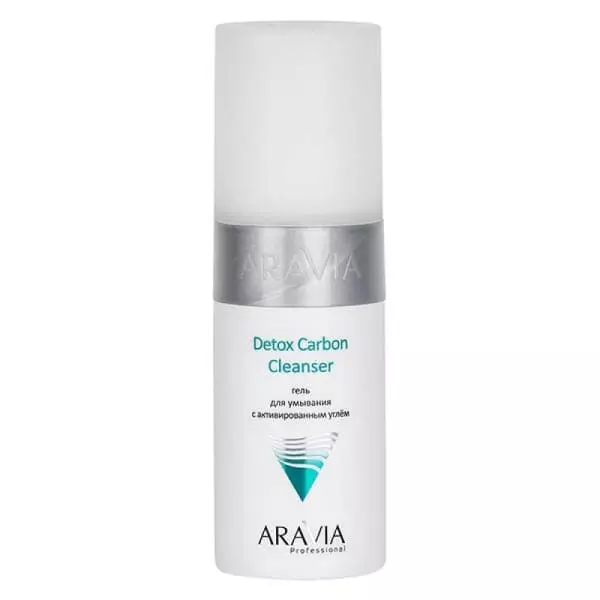 ARAVIA
Detox Carbon
Cleanser
гель
для умывания
с активированным углём
ARAVIA
Professional